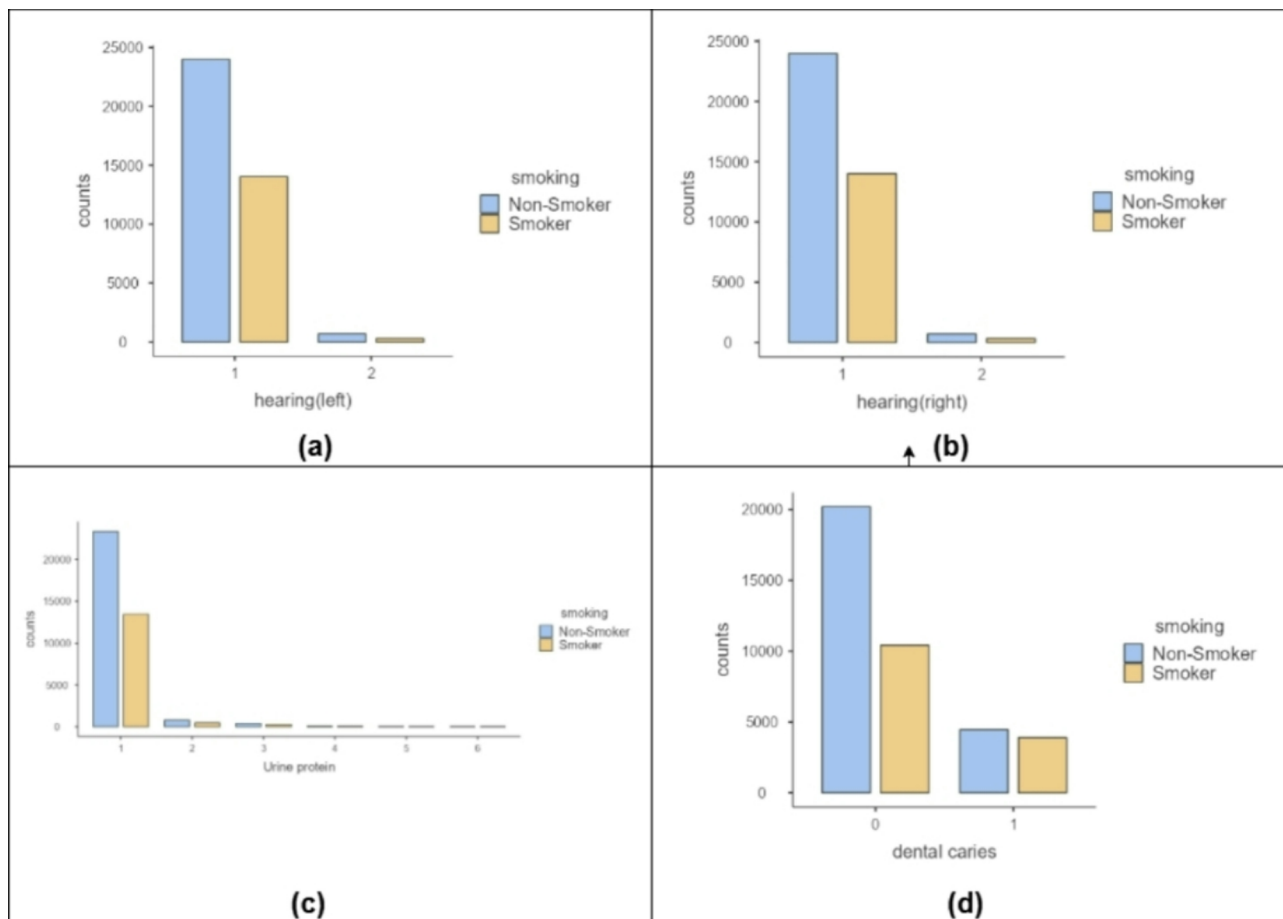 25000
20000
15000
10000
5000
0
counts
1 2
hearing(left)
smoking
Non-Smoker
Smoker
(a)
25000
20000
15000
10000
5000
0
counts
1 2
hearing(right)
smoking
Non-Smoker
Smoker
(b)
20000
15000
10000
5000
0
counts
1 2 3 4 5 6
Urine protein
smoking
Non-Smoker
Smoker
(c)
20000
15000
10000
5000
0
counts
0 1
dental caries
smoking
Non-Smoker
Smoker
(d)